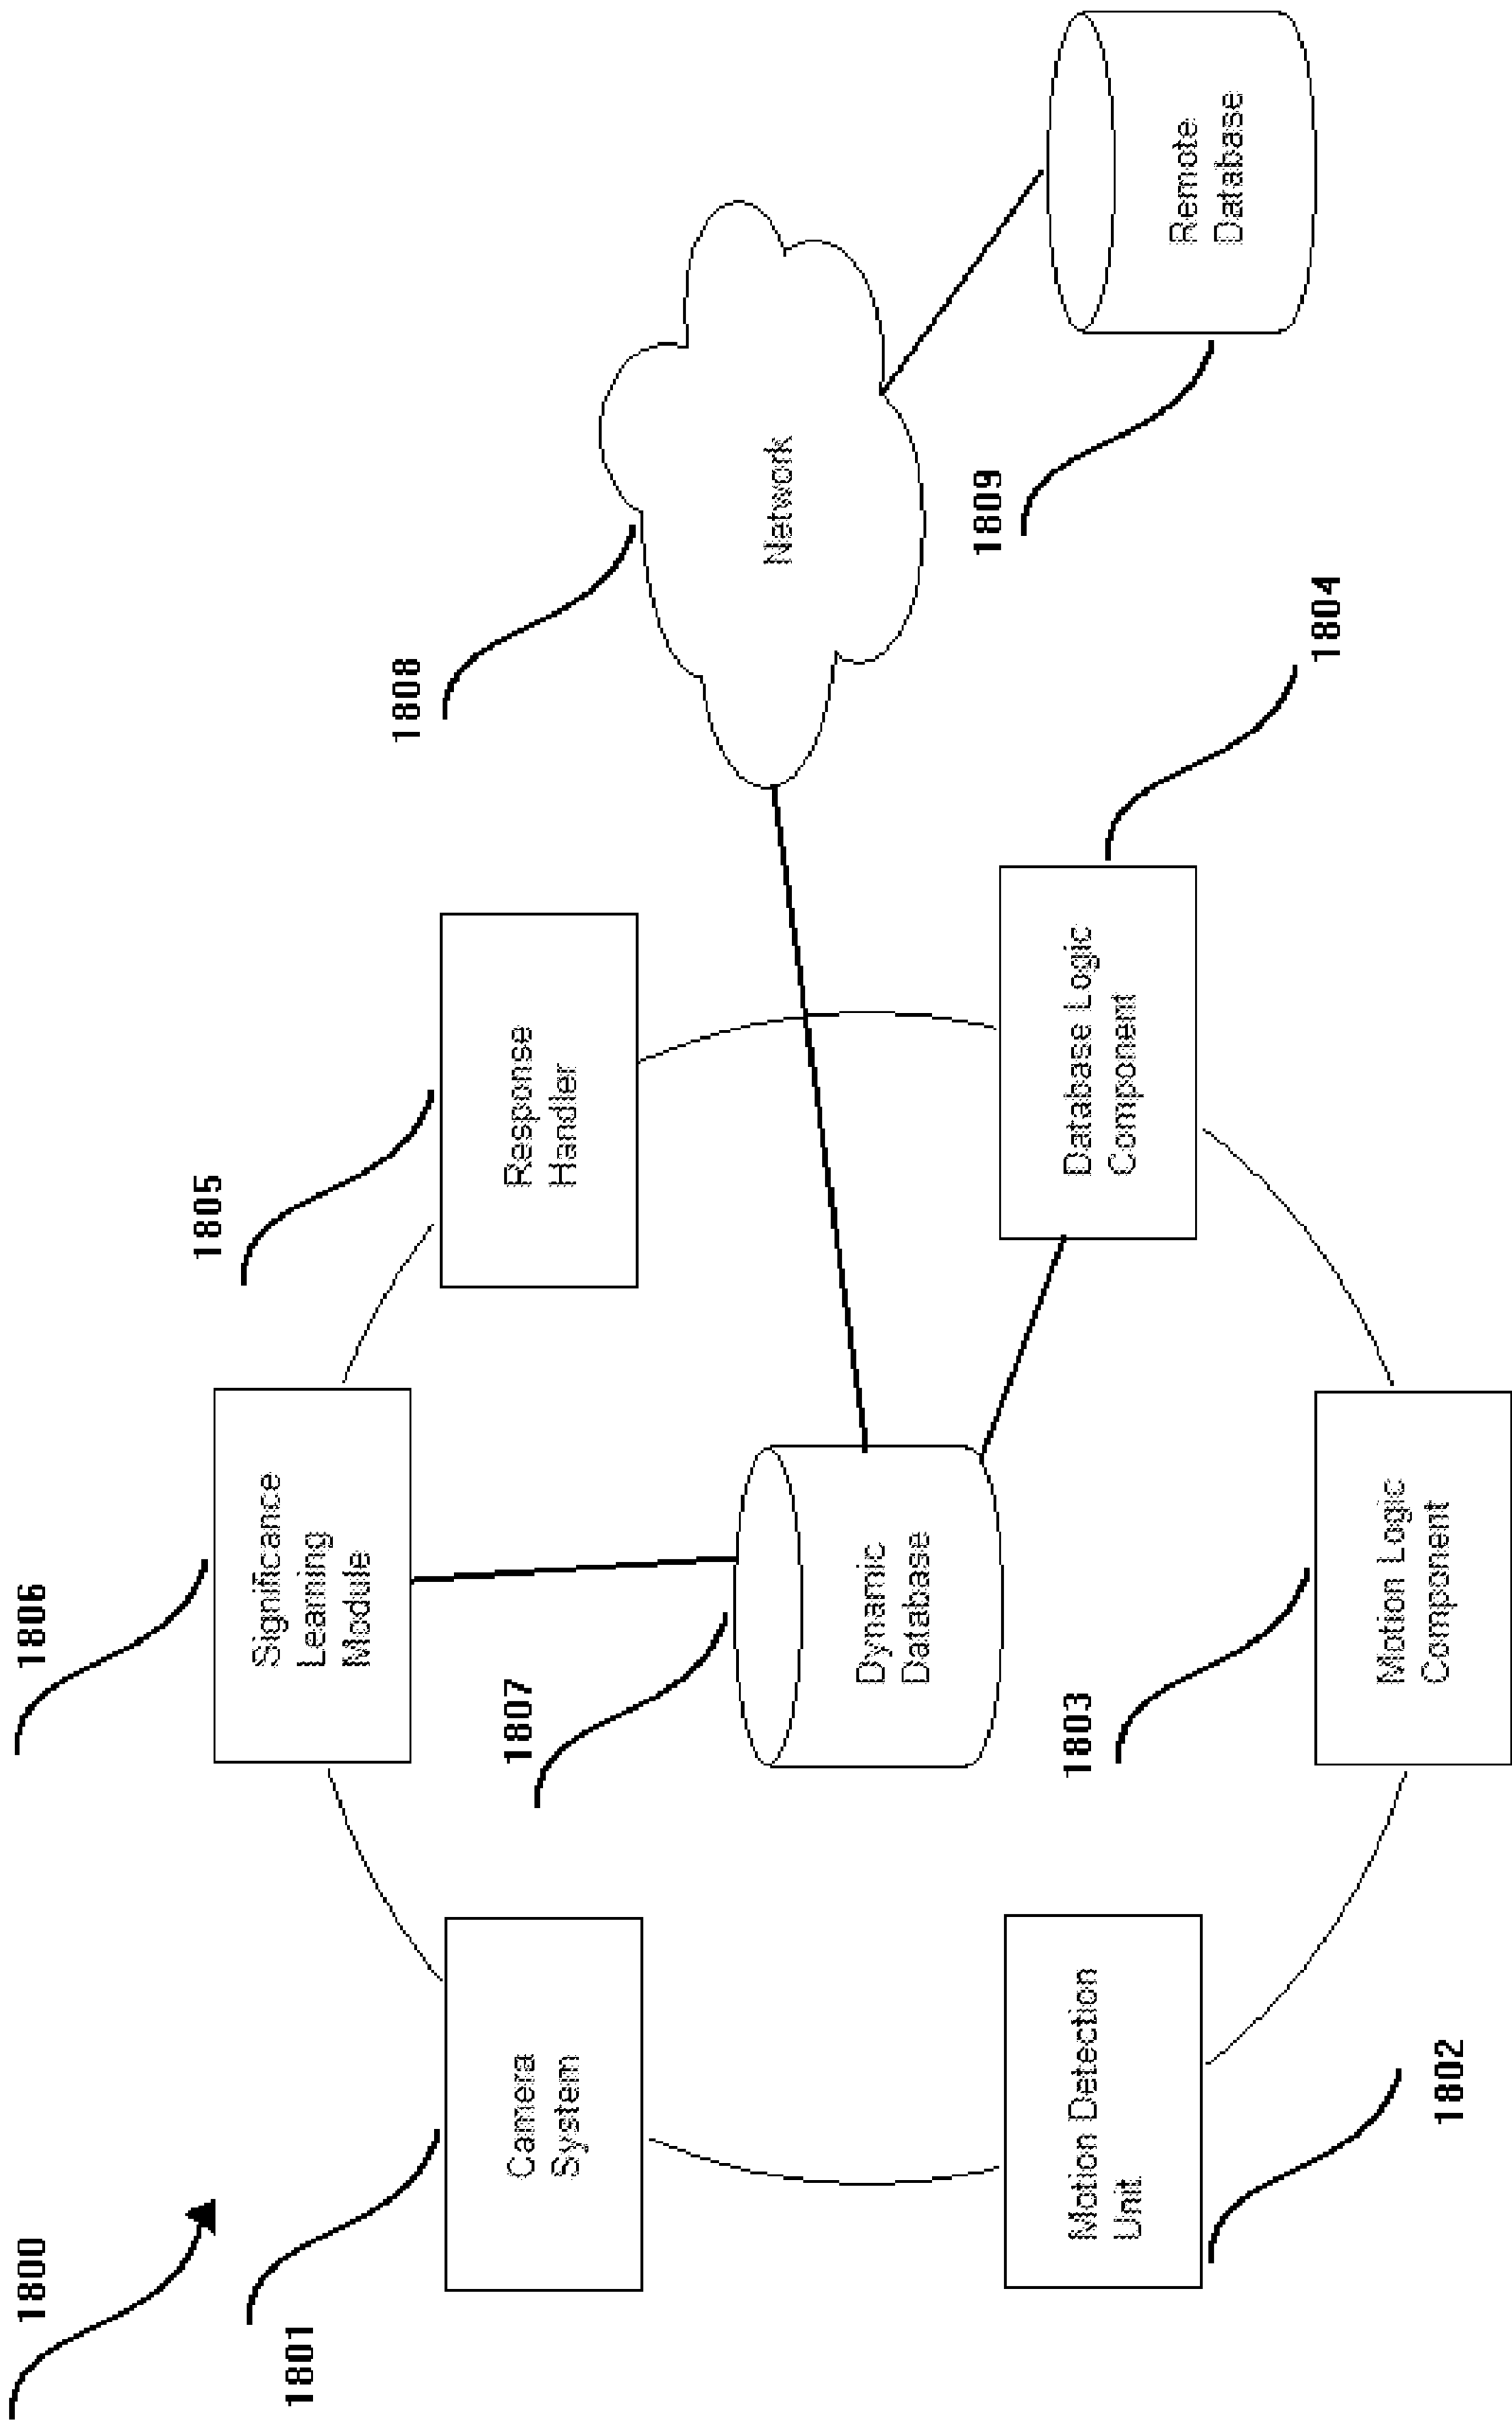 1800
1806
Significance
Learning
Module
1801
1805
Camera
System
Response
Handler
1808
1807
Dynamic
Database
Network
Motion Detection
Unit
1802
1803
Motion Logic
Component
Database Logic
Component
1804
1809
Remote
Database